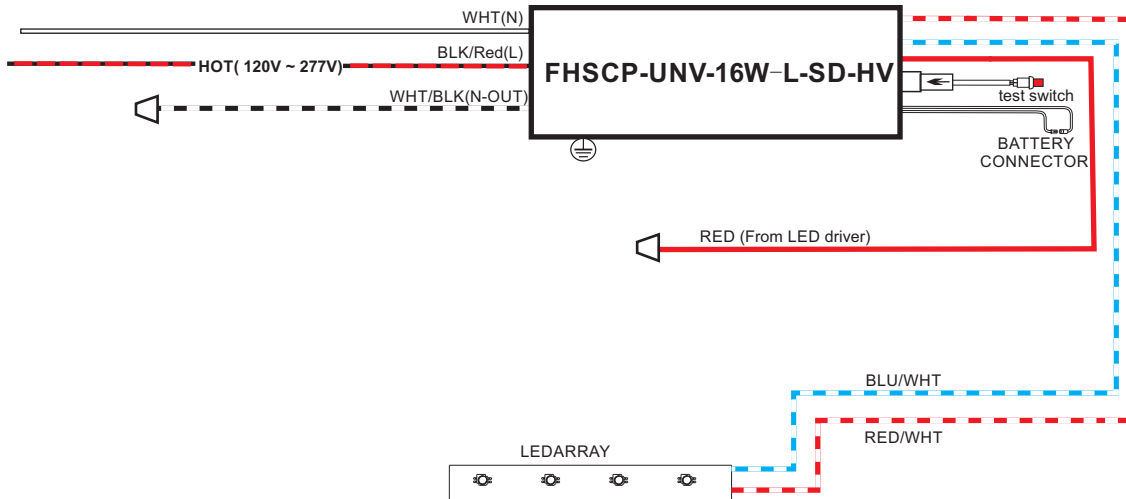 WHT(N)
BLK/Red(L)
HOT( 120V ~ 277V)
WHT/BLK(N-OUT)
FHSCP-UNV-16W-L-SD-HV
test switch
BATTERY
CONNECTOR
RED (From LED driver)
BLU/WHT
RED/WHT
LEDARRAY